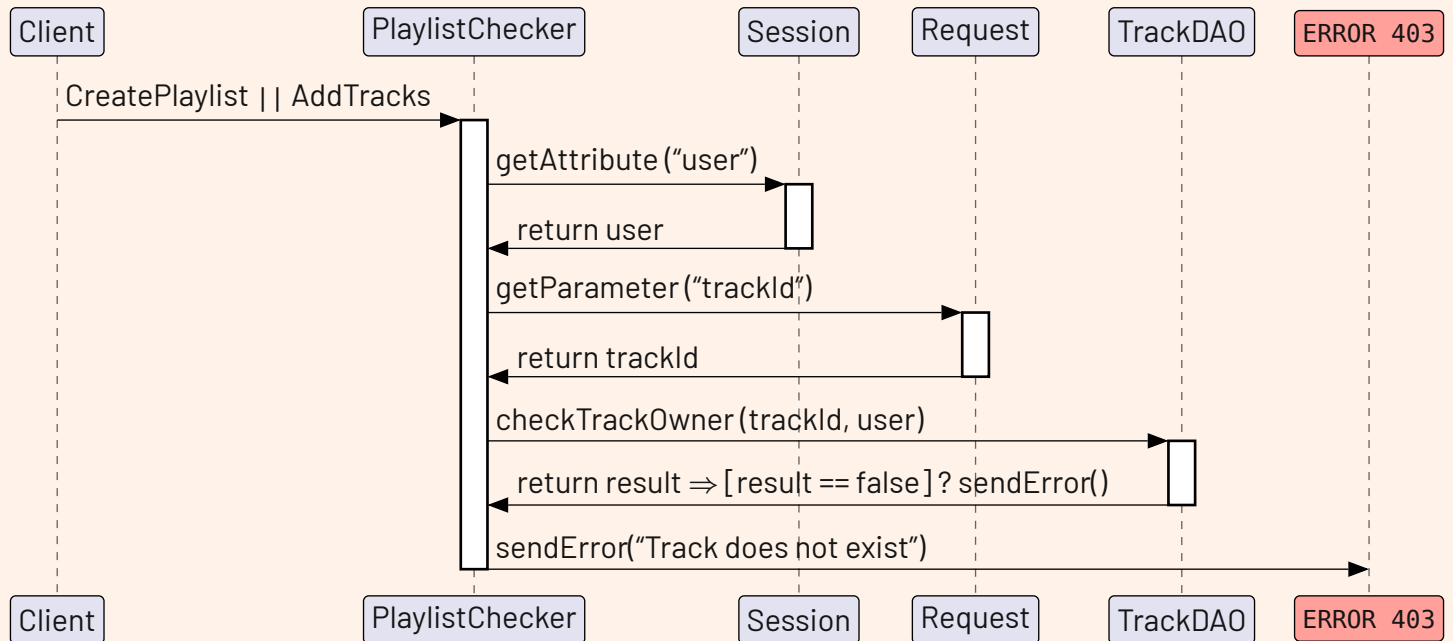 Client PlaylistChecker Session Request TrackDAO ERROR 403
CreatePlaylist || AddTracks
getAttribute (“user”)
return user
getParameter (“trackId”)
return trackId
checkTrackOwner (trackId, user)
return result ⇒ [result == false] ? sendError()
sendError(“Track does not exist”)
Client PlaylistChecker Session Request TrackDAO ERROR 403